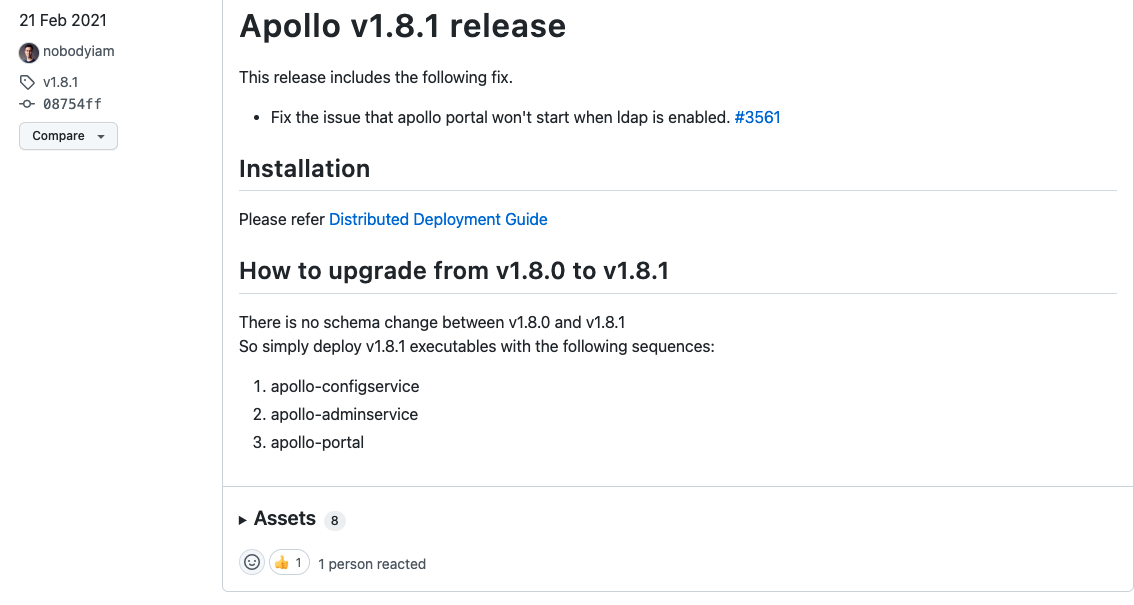 21 Feb 2021
nobodyiam
v1.8.1
08754ff
Compare
Apollo v1.8.1 release
This release includes the following fix.
• Fix the issue that apollo portal won't start when ldap is enabled. #3561
Installation
Please refer Distributed Deployment Guide
How to upgrade from v1.8.0 to v1.8.1
There is no schema change between v1.8.0 and v1.8.1
So simply deploy v1.8.1 executables with the following sequences:
1. apollo-configservice
2. apollo-adminservice
3. apollo-portal
Assets 8
👍 1 1 person reacted